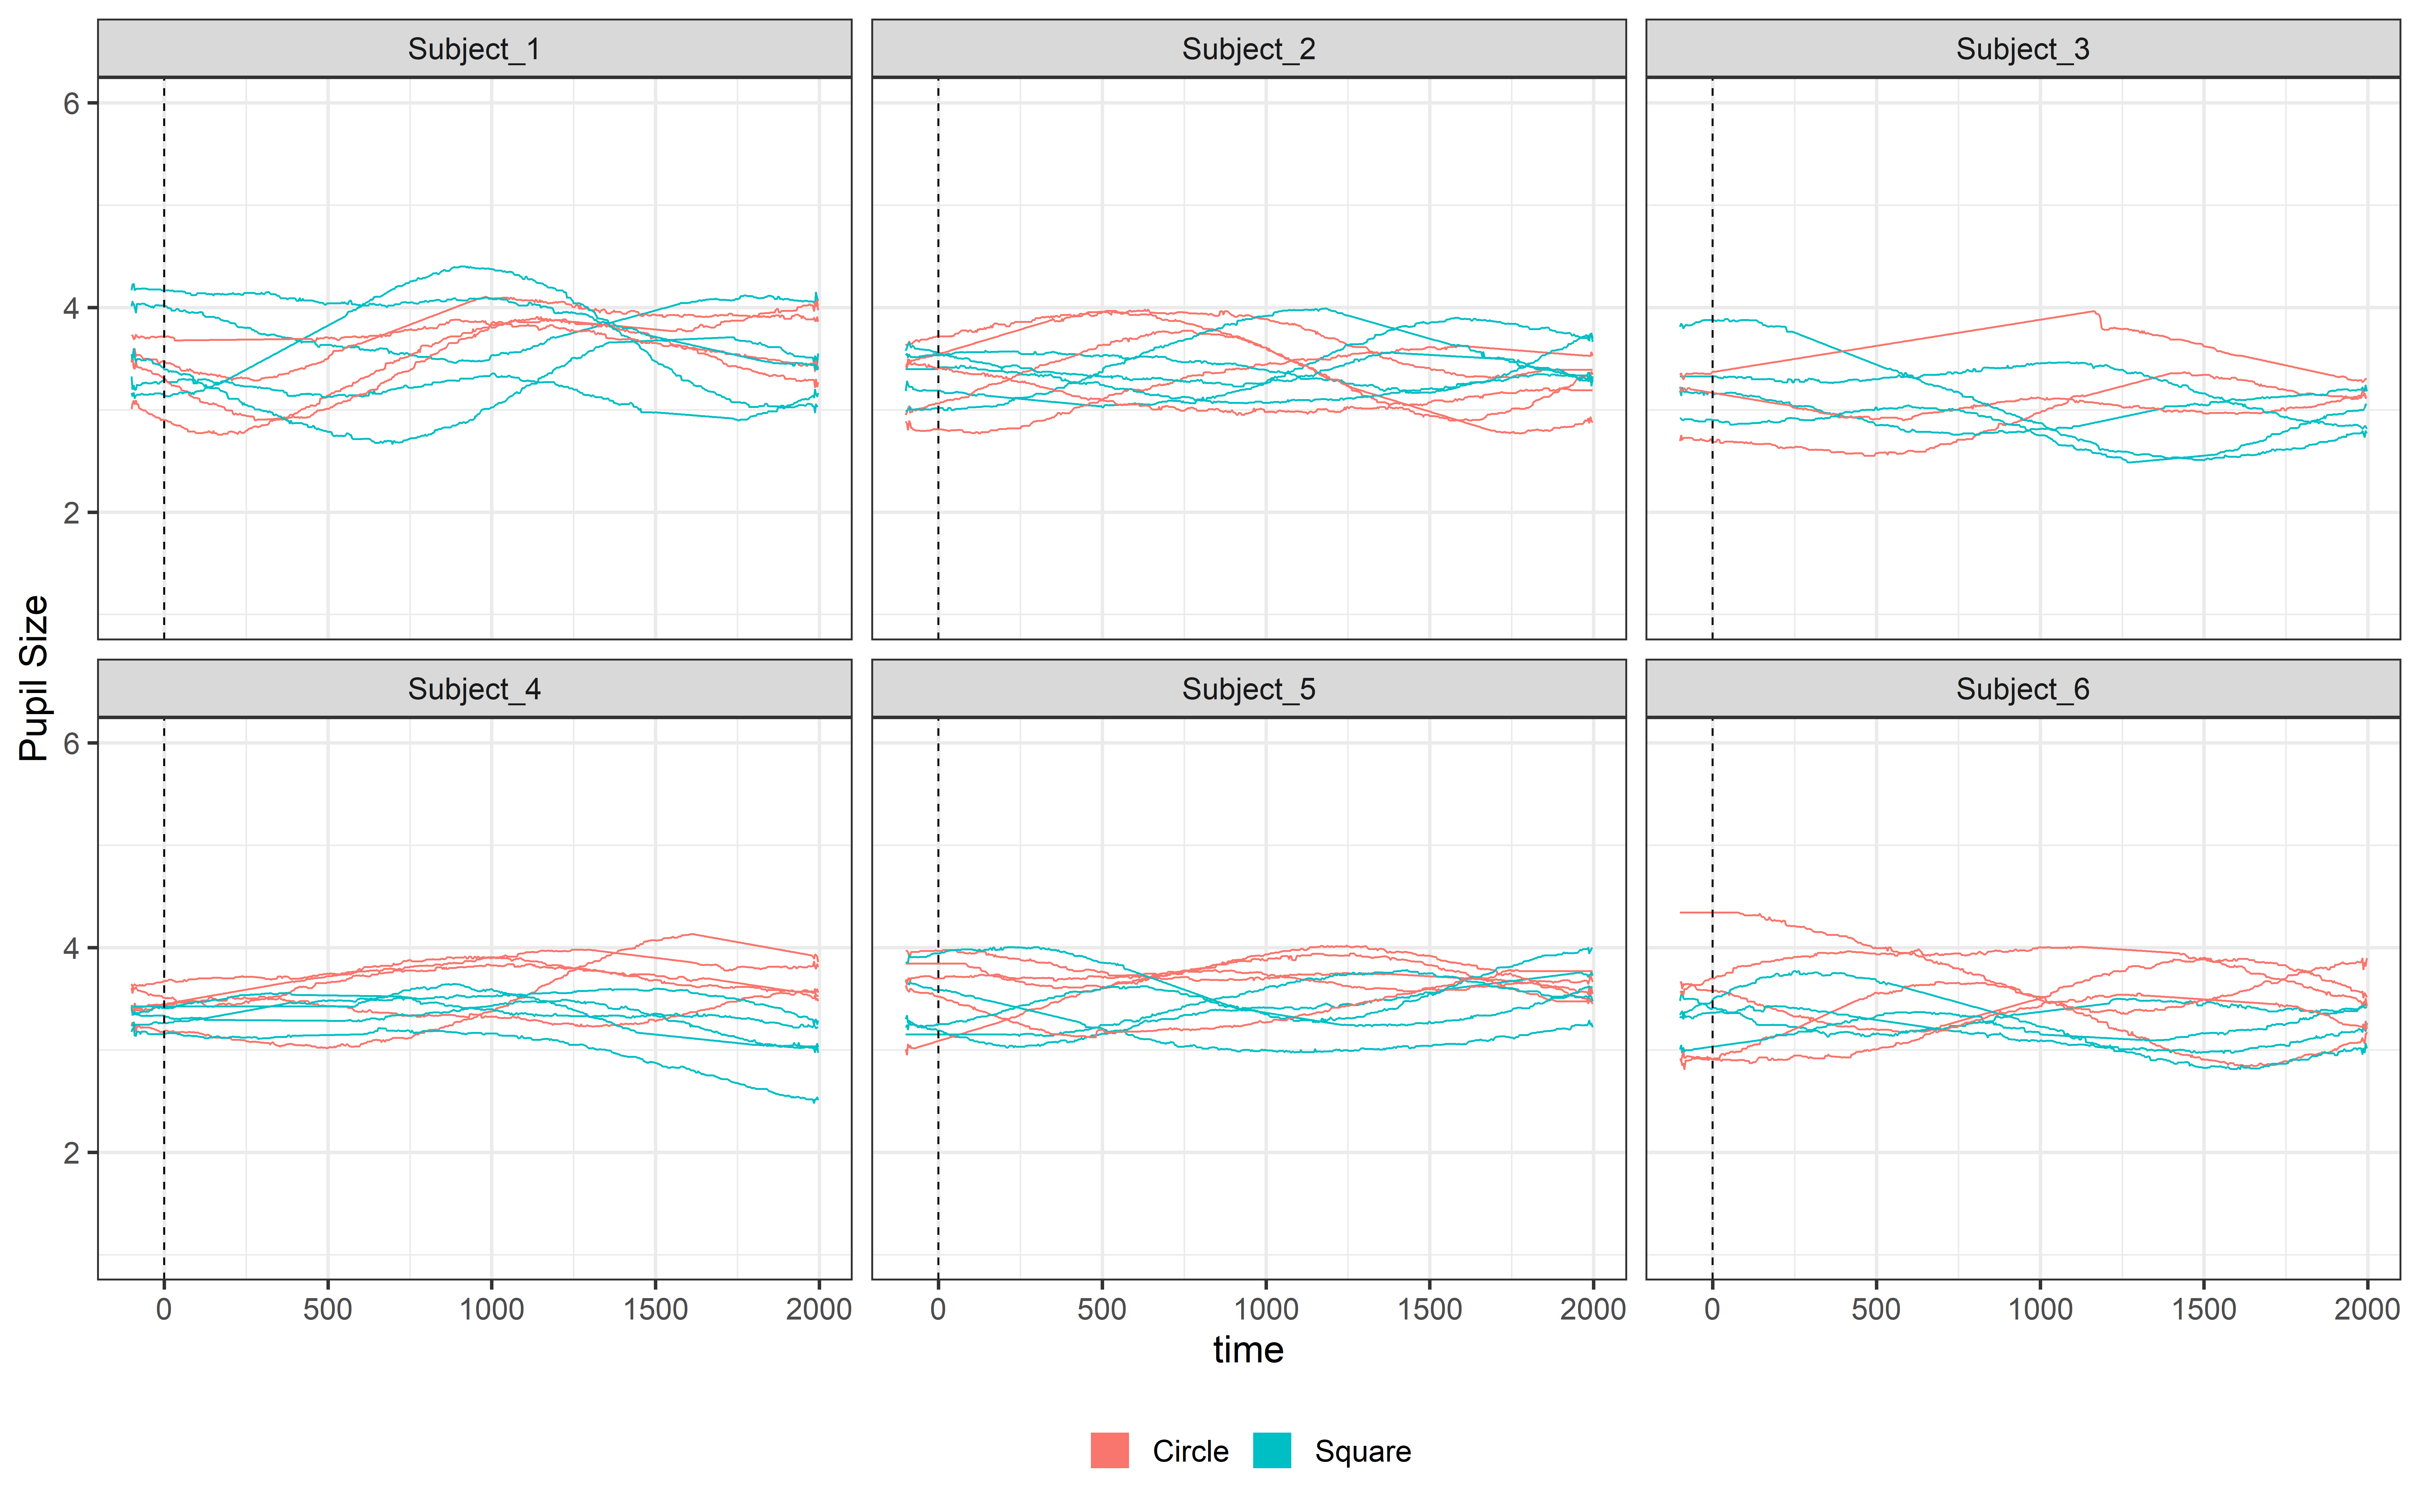 Subject_1 Subject_2 Subject_3
6
4
2
Subject_4 Subject_5 Subject_6
6
4
2
Pupil Size
0 500 1000 1500 2000 0 500 1000 1500 2000 0 500 1000 1500 2000
time
Circle Square